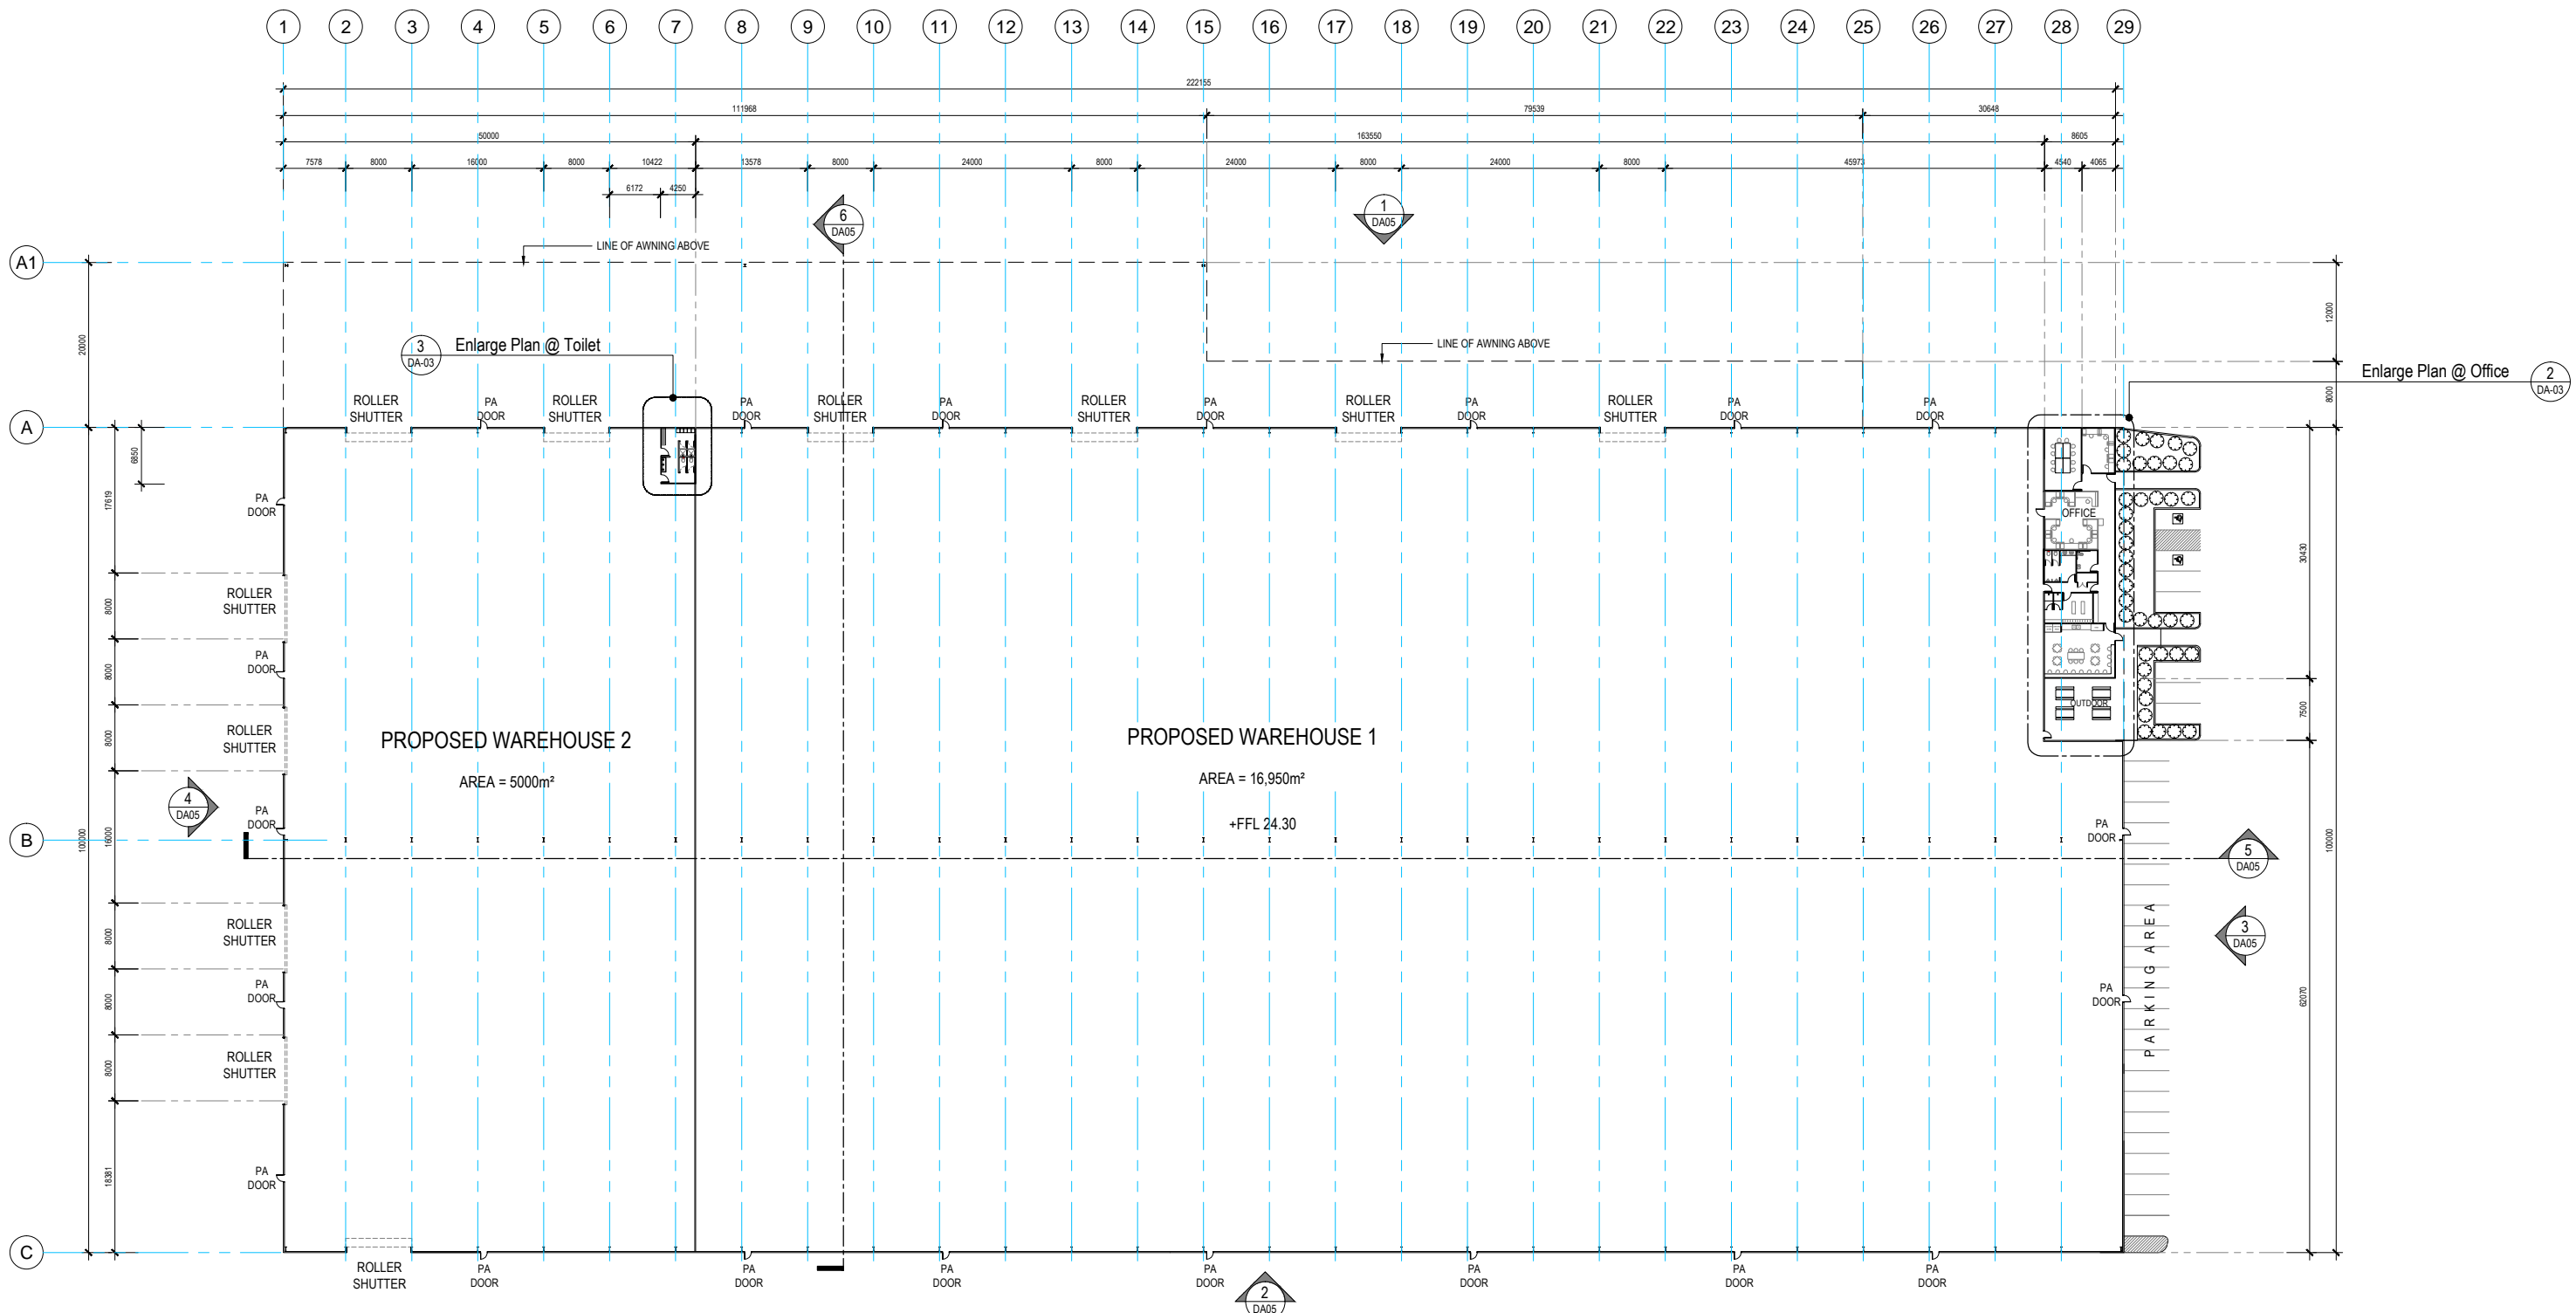 1 2 3 4 5 6 7 8 9 10 11 12 13 14 15 16 17 18 19 20 21 22 23 24 25 26 27 28 29
222155
111968 79539 30648
50000 163550 8605
7578 8000 16000 8000 10422 13578 8000 24000 8000 24000 8000 24000 8000 45973 4540 4065
6172 4250
6
DA05
1
DA05
LINE OF AWNING ABOVE
A1
20000
12000
3
DA-03
Enlarge Plan @ Toilet
LINE OF AWNING ABOVE
8000
Enlarge Plan @ Office
2
DA-03
ROLLER
SHUTTER
PA
DOOR
ROLLER
SHUTTER
PA
DOOR
ROLLER
SHUTTER
PA
DOOR
ROLLER
SHUTTER
PA
DOOR
ROLLER
SHUTTER
PA
DOOR
ROLLER
SHUTTER
PA
DOOR
PA
DOOR
A
6850
17619
PA
DOOR
OFFICE
30430
8000
ROLLER
SHUTTER
8000
PA
DOOR
OUTDOOR
7500
8000
ROLLER
SHUTTER
PROPOSED WAREHOUSE 2
AREA = 5000m²
PROPOSED WAREHOUSE 1
AREA = 16,950m²
+FFL 24.30
4
DA05
PA
DOOR
PA
DOOR
B
100000
16000
100000
5
DA05
8000
ROLLER
SHUTTER
PARKING AREA
3
DA05
8000
PA
DOOR
PA
DOOR
62070
8000
ROLLER
SHUTTER
18381
PA
DOOR
C
ROLLER
SHUTTER
PA
DOOR
PA
DOOR
PA
DOOR
PA
DOOR
PA
DOOR
PA
DOOR
PA
DOOR
2
DA05